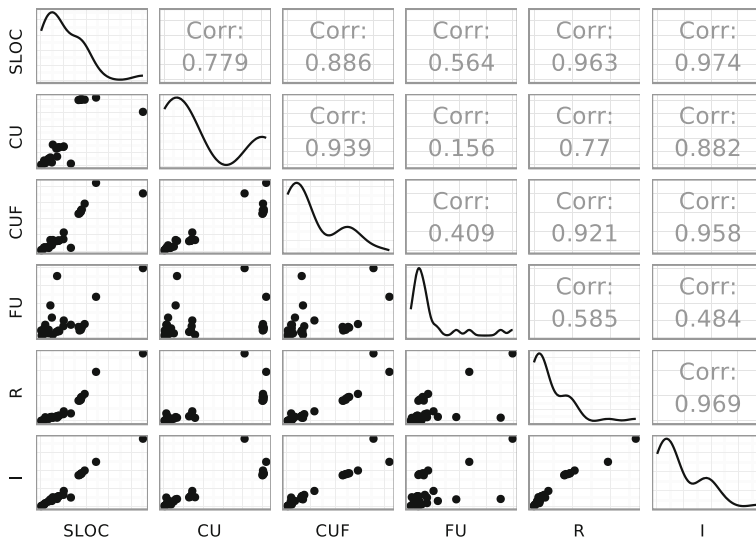 SLOC
Corr: Corr: Corr: Corr: Corr:
0.779 0.886 0.564 0.963 0.974
CU
Corr: Corr: Corr: Corr:
0.939 0.156 0.77 0.882
CUF
Corr: Corr: Corr:
0.409 0.921 0.958
FU
Corr: Corr:
0.585 0.484
R
Corr:
0.969
I
SLOC CU CUF FU R I